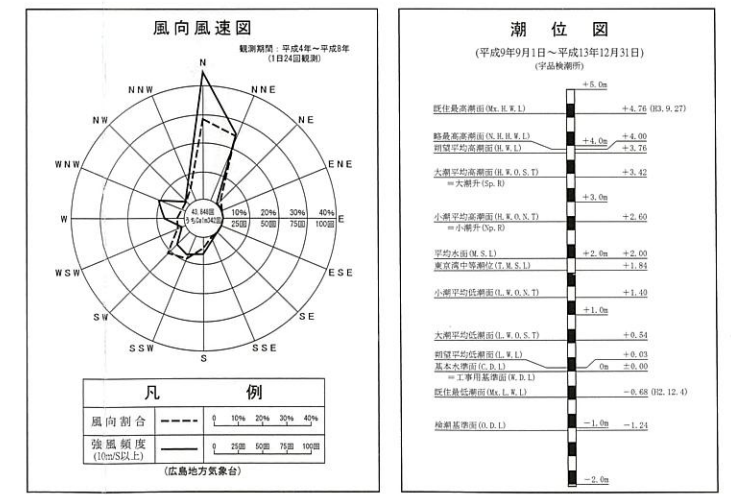 風向風速図
観測期間：平成4年～平成8年
(1日24回観測)
N
NNW
NNE
NW
NE
WNW
ENE
W
43,648回
10% 20% 30% 40%
E
25回 50回 75回 100回
WSW
ESE
SW
SE
SSW
SSE
S
凡 例
風向割合
0 10% 20% 30% 40%
強風頻度
(10m/S以上)
0 25回 50回 75回 100回
(広島地方気象台)
潮位図
(平成9年9月1日～平成13年12月31日)
(宇品検潮所)
+5.0m
既住最高潮面(Mx.H.W.L) +4.76 (H3.9.27)
略最高高潮面(N.H.H.W.L) +4.0m +4.00
朔望平均高潮面(H.W.L) +3.76
大潮平均高潮面(H.W.O.S.T) +3.42
＝大潮升(Sp.R)
+3.0m
小潮平均高潮面(H.W.O.N.T) +2.60
＝小潮升(Sp.R)
平均水面(M.S.L) +2.0m +2.00
東京湾中等潮位(T.M.S.L) +1.84
小潮平均低潮面(L.W.O.N.T) +1.40
+1.0m
大潮平均低潮面(L.W.O.S.T) +0.54
朔望平均低潮面(L.W.L) +0.03
基本水準面(C.D.L) 0m ±0.00
＝工事用基準面(W.D.L)
既住最低潮面(Mx.L.W.L) -0.68 (H2.12.4)
検潮基準面(O.D.L) -1.0m -1.24
-2.0m